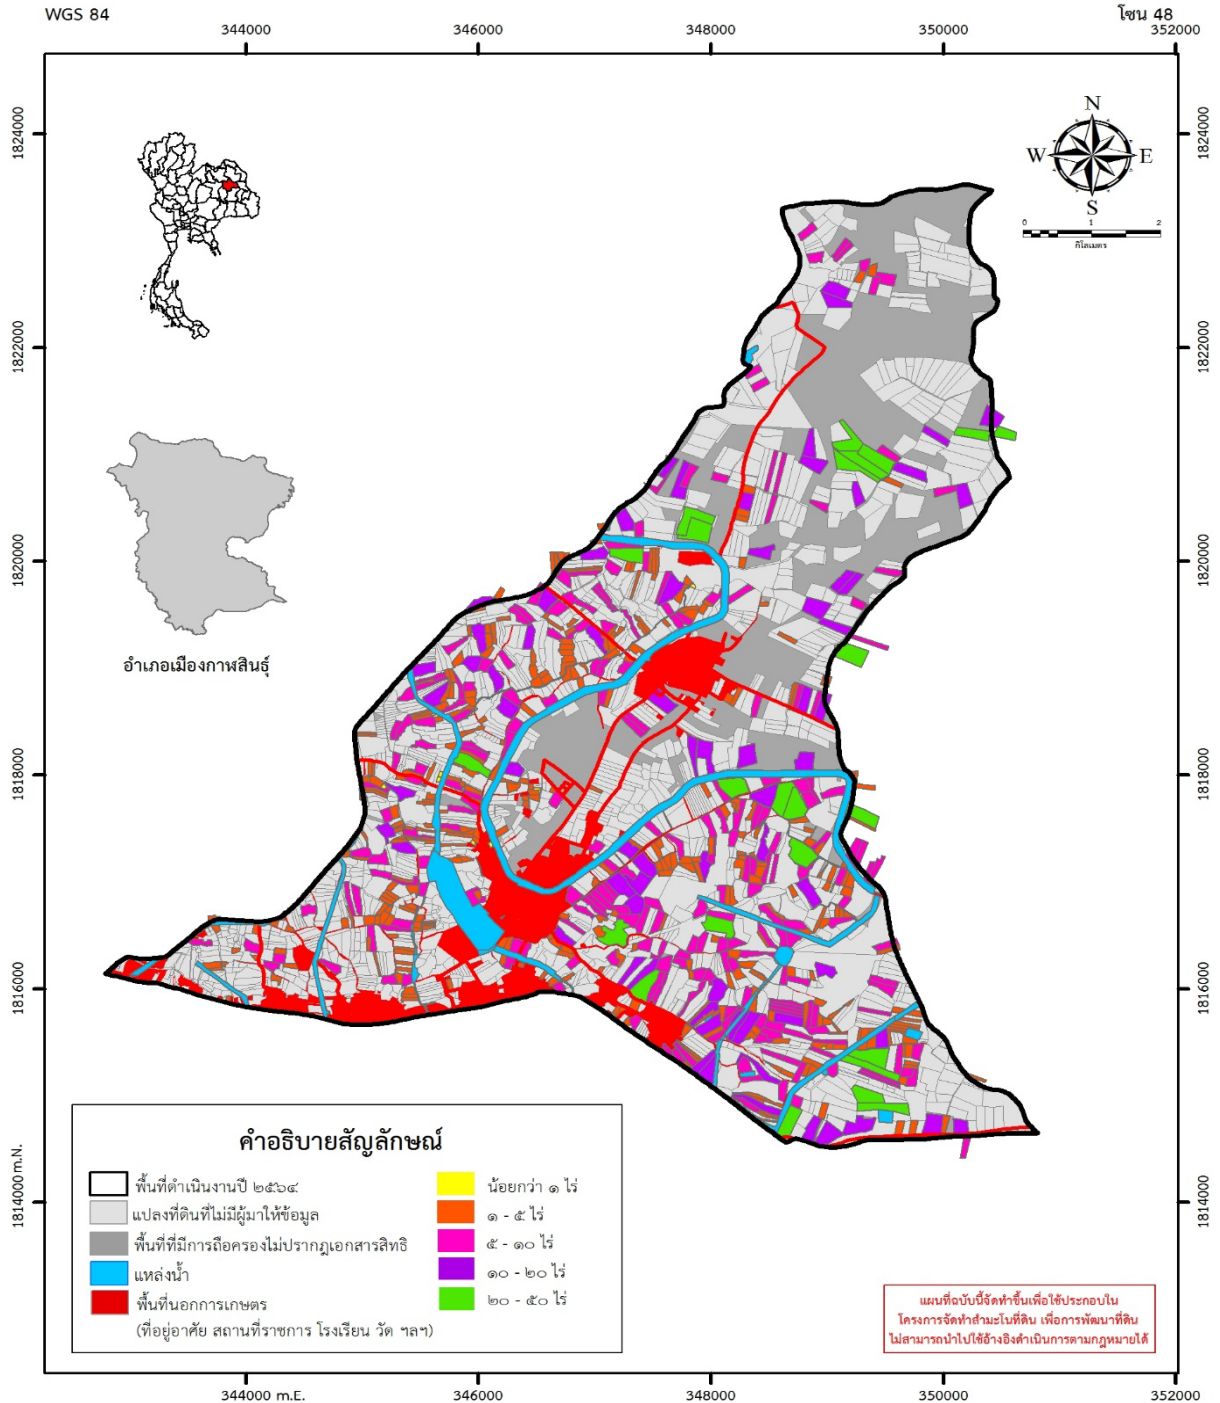 WGS 84
โซน 48
344000
346000
348000
350000
352000
1824000
1824000
N
W
E
S
0
1
2
กิโลเมตร
1822000
1822000
อำเภอเมืองกาฬสินธุ์
1820000
1820000
1818000
1818000
1816000
1816000
1814000 m.N.
1814000
คำอธิบายสัญลักษณ์
พื้นที่ดำเนินงานปี ๒๕๖๔
แปลงที่ดินที่ไม่มีผู้มาให้ข้อมูล
พื้นที่ที่มีการถือครองไม่ปรากฏเอกสารสิทธิ
แหล่งน้ำ
พื้นที่นอกการเกษตร
(ที่อยู่อาศัย สถานที่ราชการ โรงเรียน วัด ฯลฯ)
น้อยกว่า ๑ ไร่
๑ - ๕ ไร่
๕ - ๑๐ ไร่
๑๐ - ๒๐ ไร่
๒๐ - ๕๐ ไร่
แผนที่ฉบับนี้จัดทำขึ้นเพื่อใช้ประกอบใน
โครงการจัดทำสำมะโนที่ดิน เพื่อการพัฒนาที่ดิน
ไม่สามารถนำไปใช้อ้างอิงดำเนินการตามกฎหมายได้
344000 m.E.
346000
348000
350000
352000